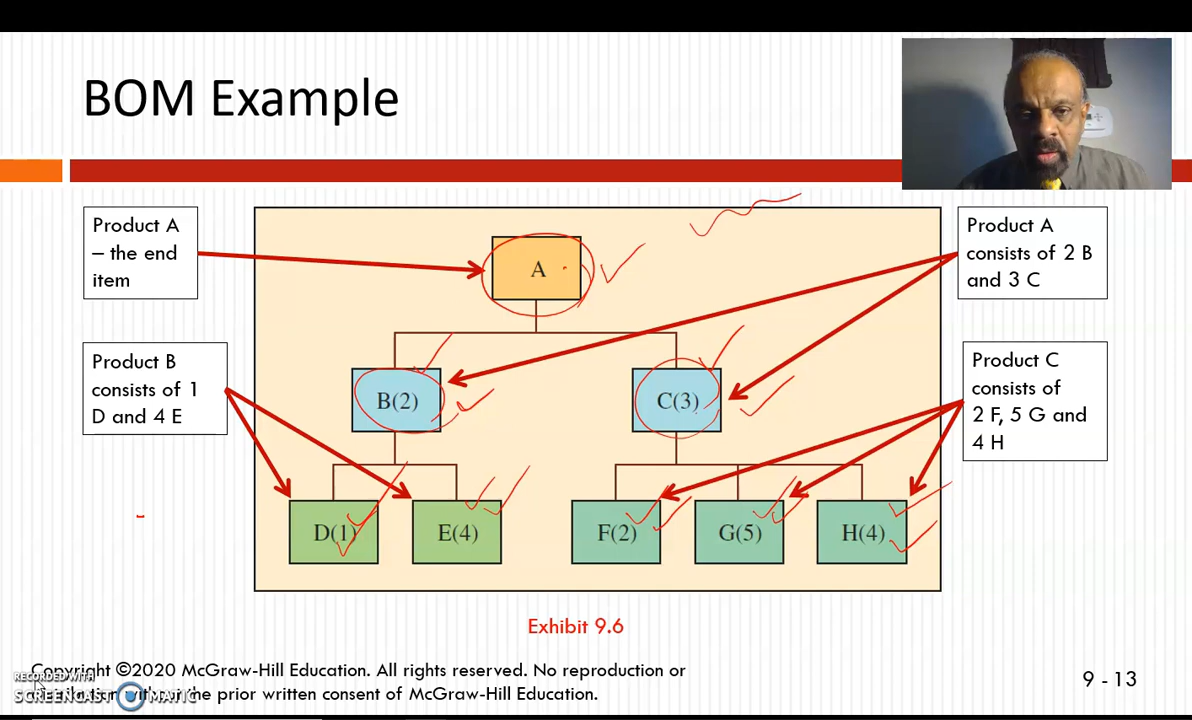 BOM Example
Product A
– the end
item
Product A
consists of 2 B
and 3 C
A
Product B
consists of 1
D and 4 E
Product C
consists of
2 F, 5 G and
4 H
B(2)
C(3)
D(1)
E(4)
F(2)
G(5)
H(4)
Exhibit 9.6
Copyright ©2020 McGraw-Hill Education. All rights reserved. No reproduction or
without the prior written consent of McGraw-Hill Education.
9 - 13
RECORDED WITH
SCREENCAST MATIC